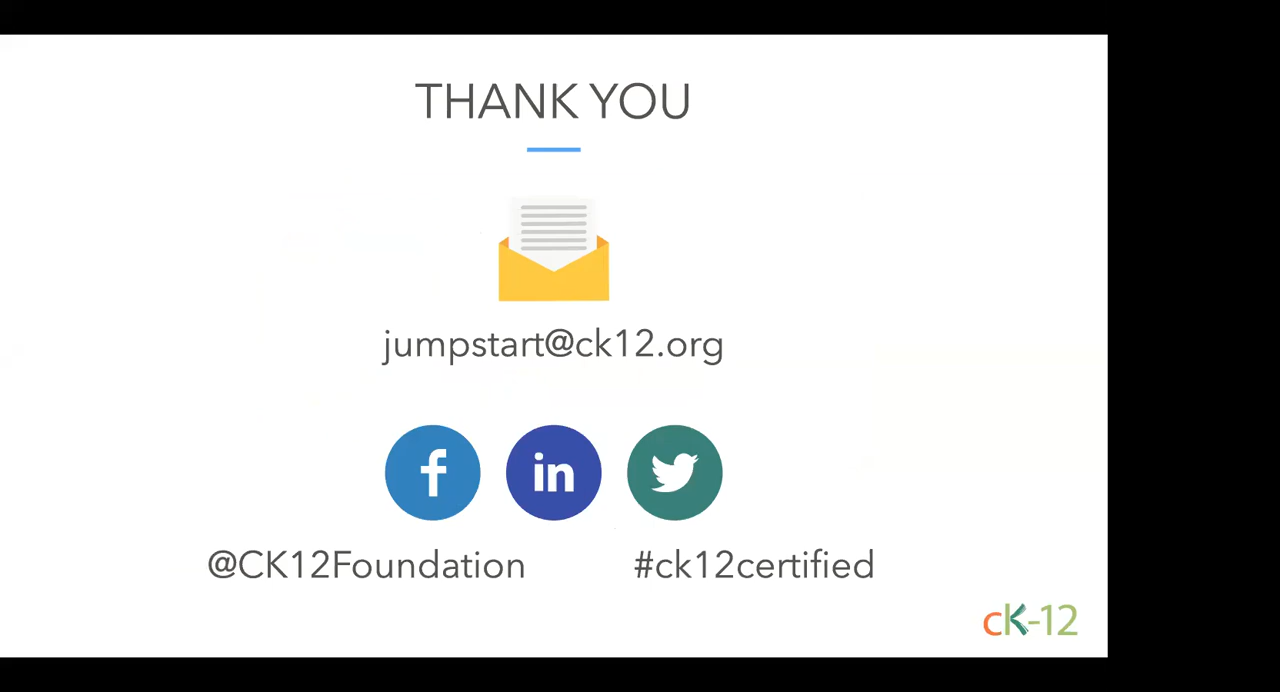 THANK YOU
jumpstart@ck12.org
f in
@CK12Foundation #ck12certified
cK-12